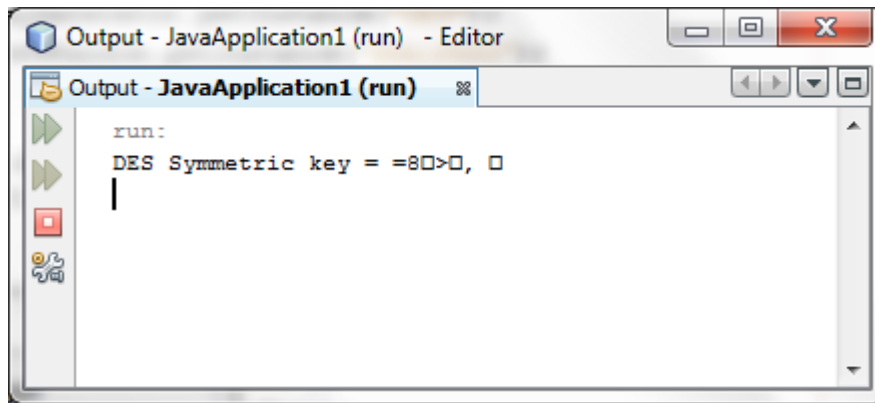 Output - JavaApplication1 (run) - Editor
Output - JavaApplication1 (run)
run:
DES Symmetric key = =8□>□, □